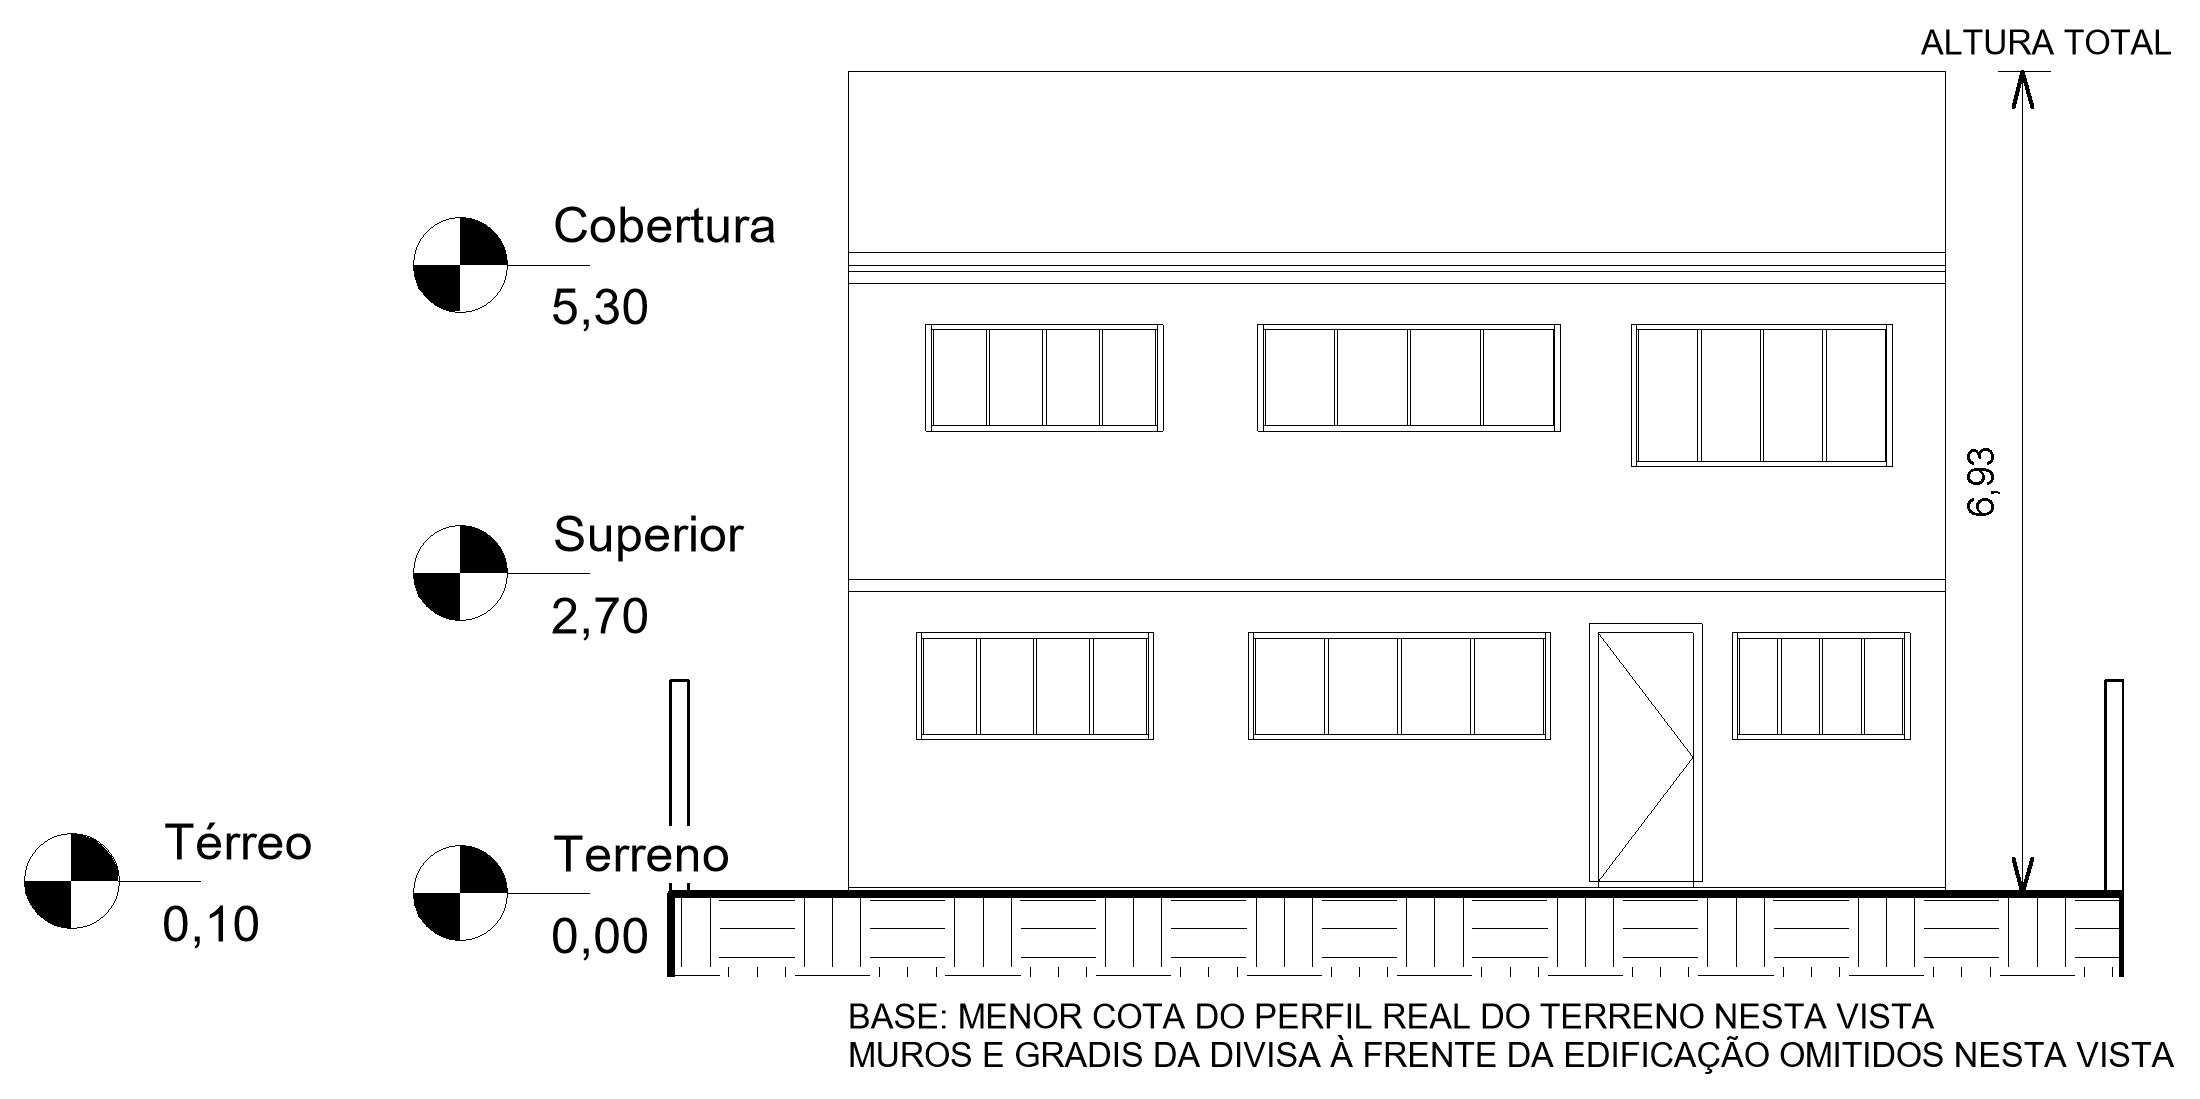 ALTURA TOTAL
Cobertura
5,30
6,93
Superior
2,70
Térreo
0,10
Terreno
0,00
BASE: MENOR COTA DO PERFIL REAL DO TERRENO NESTA VISTA
MUROS E GRADIS DA DIVISA À FRENTE DA EDIFICAÇÃO OMITIDOS NESTA VISTA